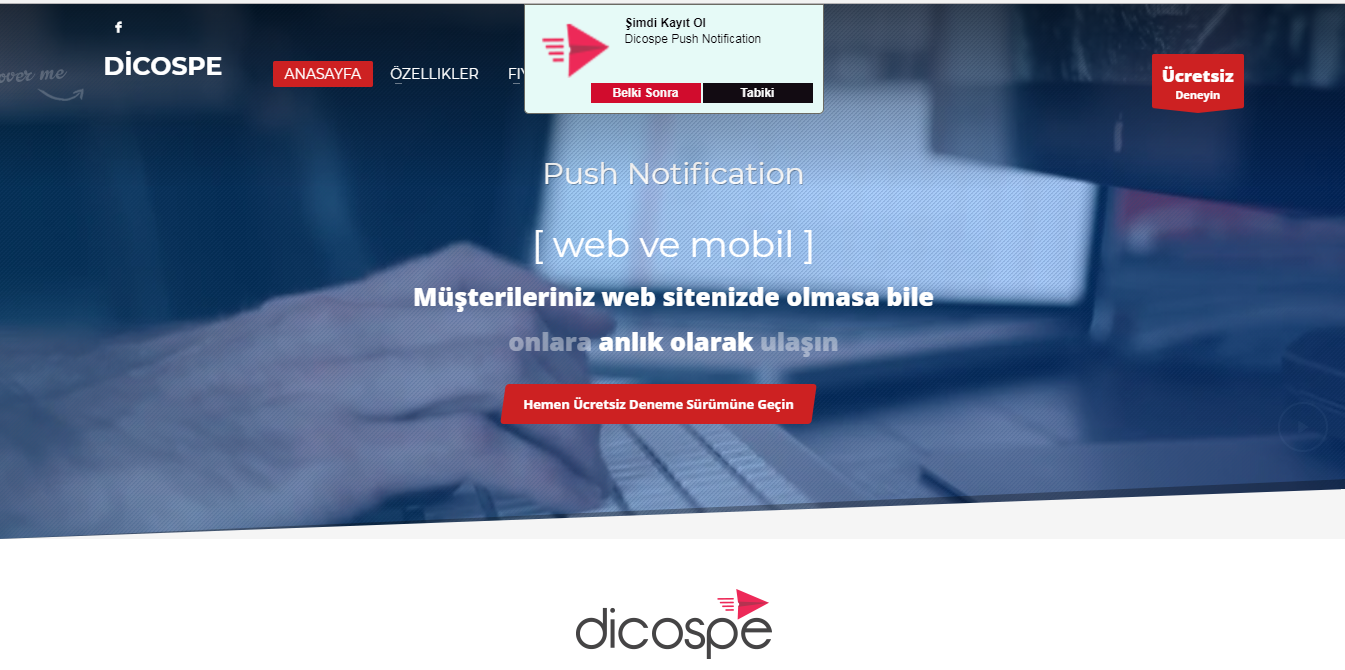 Şimdi Kayıt Ol
Dicospe Push Notification
Belki Sonra Tabiki
over me
DİCOSPE
ANASAYFA ÖZELLIKLER
Ücretsiz
Deneyin
Push Notification
[ web ve mobil ]
Müşterileriniz web sitenizde olmasa bile
onlara anlık olarak ulaşın
Hemen Ücretsiz Deneme Sürümüne Geçin
dicospe